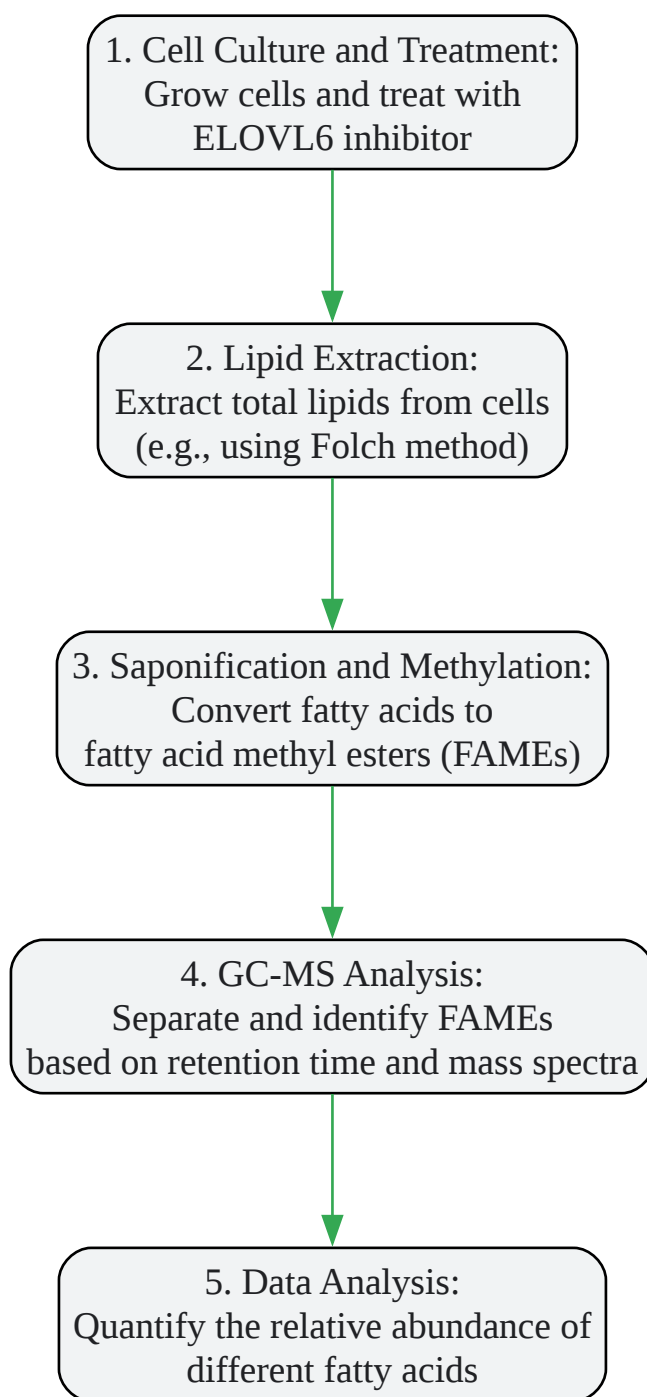 1. Cell Culture and Treatment:
Grow cells and treat with
ELOVL6 inhibitor
2. Lipid Extraction:
Extract total lipids from cells
(e.g., using Folch method)
3. Saponification and Methylation:
Convert fatty acids to
fatty acid methyl esters (FAMEs)
4. GC-MS Analysis:
Separate and identify FAMEs
based on retention time and mass spectra
5. Data Analysis:
Quantify the relative abundance of
different fatty acids